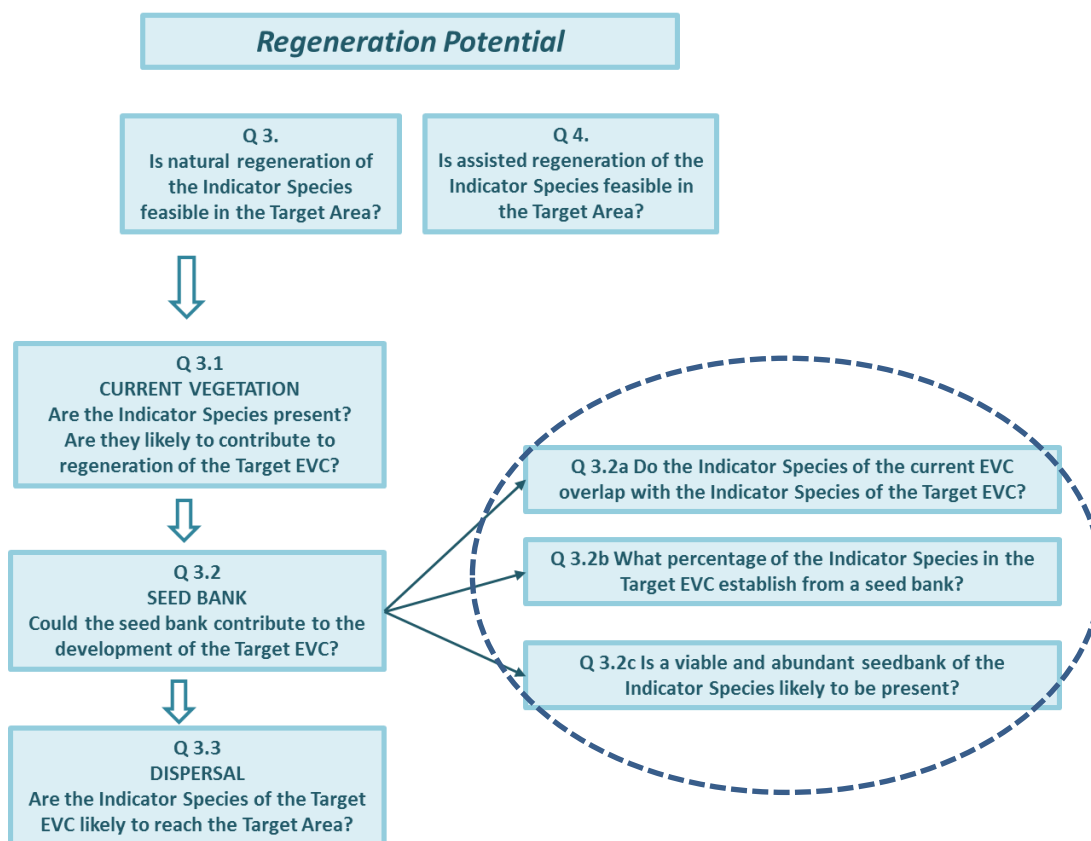 Regeneration Potential
Q 3.
Is natural regeneration of
the Indicator Species
feasible in the Target Area?
Q 4.
Is assisted regeneration of the
Indicator Species feasible in
the Target Area?
Q 3.1
CURRENT VEGETATION
Are the Indicator Species present?
Are they likely to contribute to
regeneration of the Target EVC?
Q 3.2
SEED BANK
Could the seed bank contribute to the
development of the Target EVC?
Q 3.2a Do the Indicator Species of the current EVC
overlap with the Indicator Species of the Target EVC?
Q 3.2b What percentage of the Indicator Species in the
Target EVC establish from a seed bank?
Q 3.2c Is a viable and abundant seedbank of the
Indicator Species likely to be present?
Q 3.3
DISPERSAL
Are the Indicator Species of the Target
EVC likely to reach the Target Area?